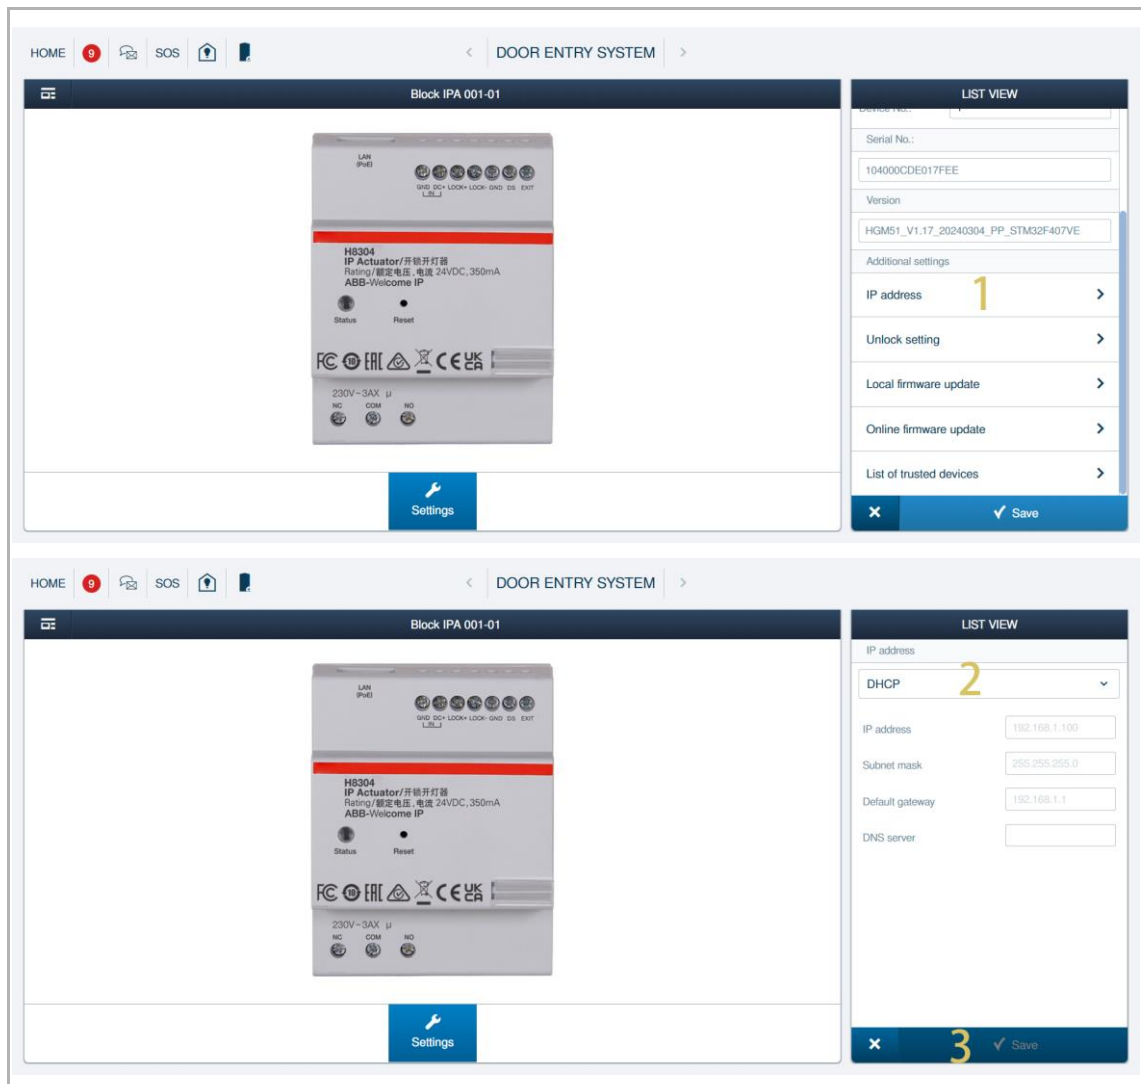 HOME 9 SOS DOOR ENTRY SYSTEM
Block IPA 001-01
LAN
(PoE)
GND DC+ LOCK+ LOCK- GND DS EXIT
IN
H8304
IP Actuator/开锁开灯器
Rating/额定电压, 电流 24VDC, 350mA
ABB-Welcome IP
Status Reset
230V~3AX μ
NC COM NO
Settings
LIST VIEW
Device No.:
Serial No.:
104000CDE017FEE
Version
HGM51_V1.17_20240304_PP_STM32F407VE
Additional settings
IP address 1
Unlock setting
Local firmware update
Online firmware update
List of trusted devices
Save
HOME 9 SOS DOOR ENTRY SYSTEM
Block IPA 001-01
LAN
(PoE)
GND DC+ LOCK+ LOCK- GND DS EXIT
IN
H8304
IP Actuator/开锁开灯器
Rating/额定电压, 电流 24VDC, 350mA
ABB-Welcome IP
Status Reset
230V~3AX μ
NC COM NO
Settings
LIST VIEW
IP address
DHCP 2
IP address 192.168.1.100
Subnet mask 255.255.255.0
Default gateway 192.168.1.1
DNS server
3 Save